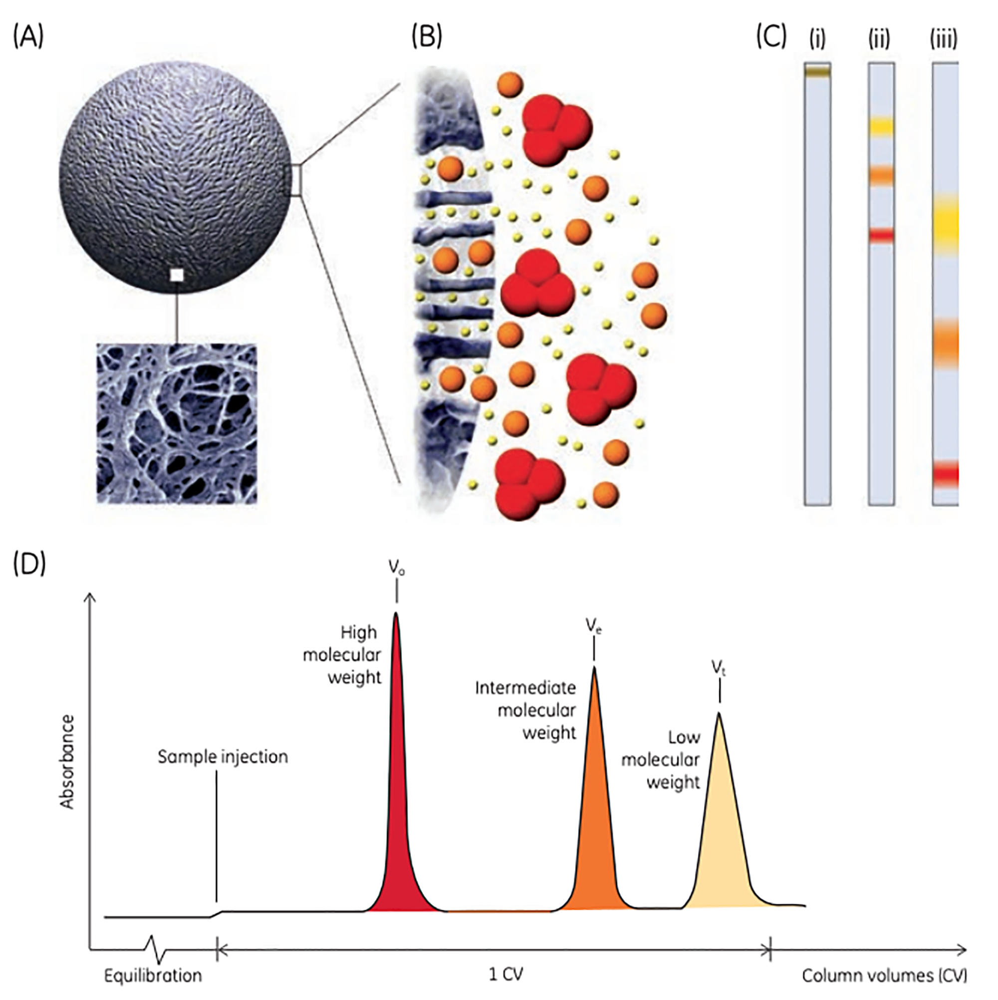 (A)
(B)
(C) (i) (ii) (iii)
(D)
Vo
High
molecular
weight
Ve
Intermediate
molecular
weight
Vt
Low
molecular
weight
Sample injection
Absorbance
Equilibration
1 CV
Column volumes (CV)